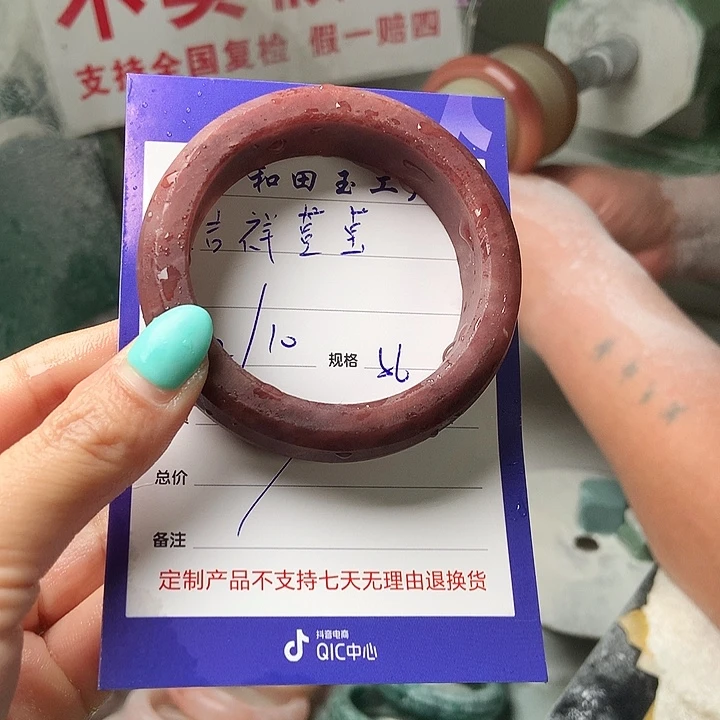 支持全国复检 假一赔四
和田玉工
吉祥
/10 规格
总价
备注
定制产品不支持七天无理由退换货
抖音电商
QIC中心